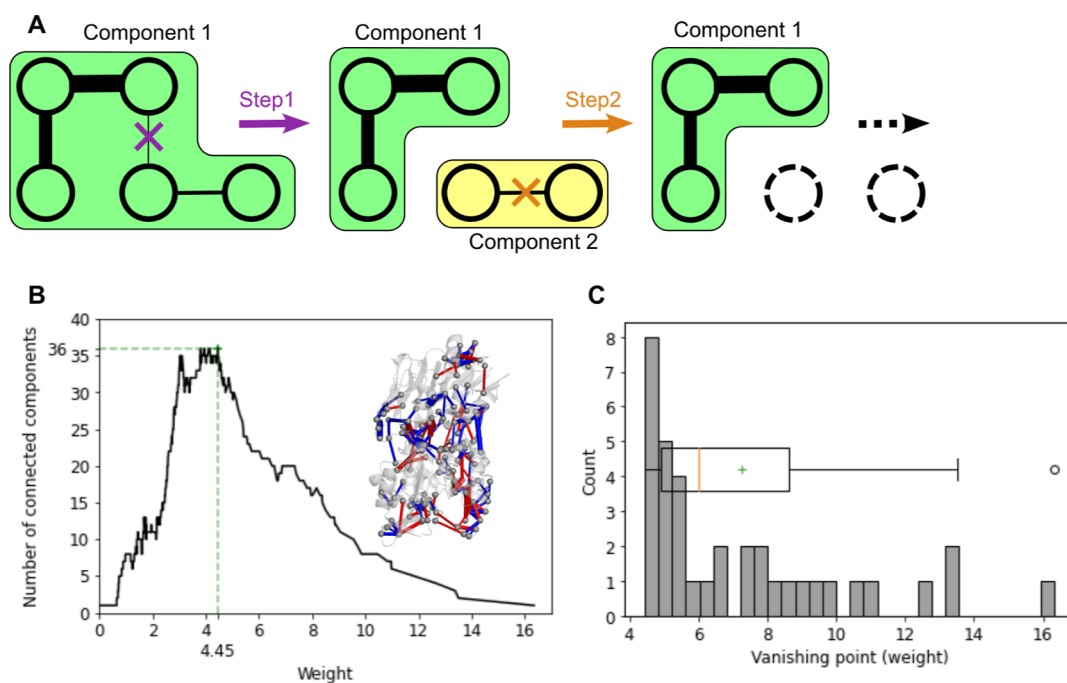 A
Component 1
Component 1
Component 1
Step1
Step2
Component 2
B
40
36
35
30
25
20
15
10
5
0
Number of connected components
0
2
4
6
8
10
12
14
16
4.45
Weight
C
8
7
6
5
4
3
2
1
0
Count
4
6
8
10
12
14
16
Vanishing point (weight)